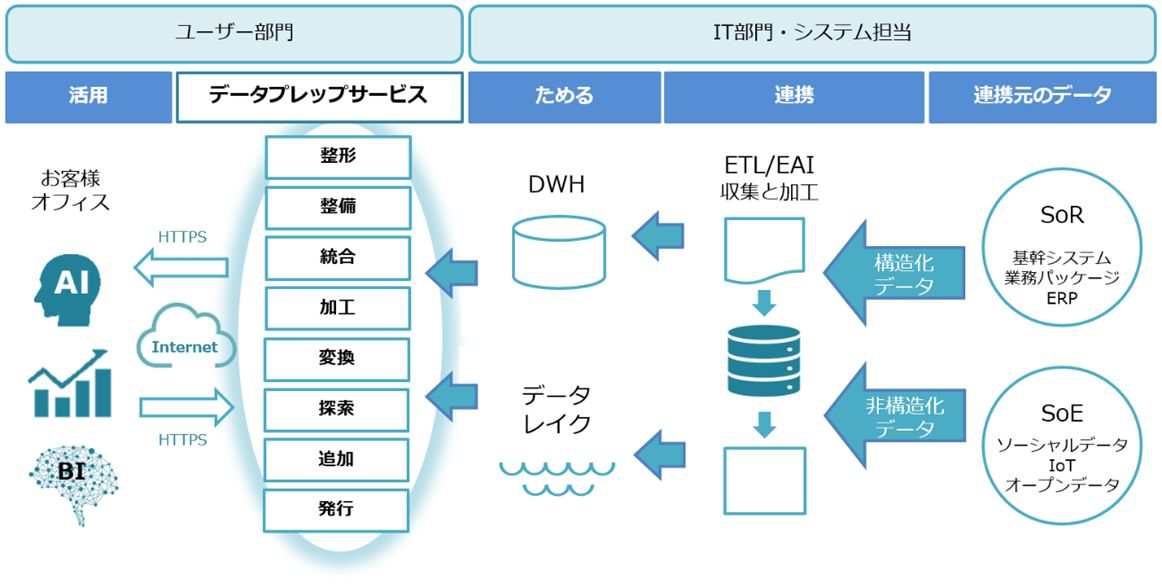 ユーザー部門
IT部門・システム担当
活用
データプレップサービス
ためる
連携
連携元のデータ
お客様
オフィス
HTTPS
AI
Internet
HTTPS
BI
整形
整備
統合
加工
変換
探索
追加
発行
DWH
データ
レイク
ETL/EAI
収集と加工
構造化
データ
非構造化
データ
SoR
基幹システム
業務パッケージ
ERP
SoE
ソーシャルデータ
IoT
オープンデータ